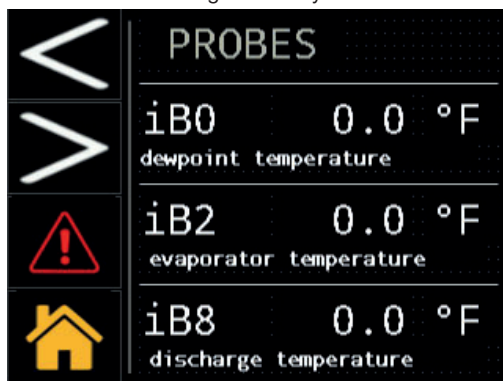 PROBES
iB0 0.0 °F
dewpoint temperature
iB2 0.0 °F
evaporator temperature
iB8 0.0 °F
discharge temperature